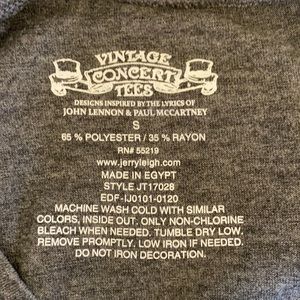 VINTAGE
CONCERT
TEES
DESIGNS INSPIRED BY THE LYRICS OF
JOHN LENNON & PAUL McCARTNEY
S
65 % POLYESTER / 35 % RAYON
RN# 55219
www.jerryleigh.com
MADE IN EGYPT
STYLE JT17028
EDF-IJ0101-0120
MACHINE WASH COLD WITH SIMILAR
COLORS, INSIDE OUT. ONLY NON-CHLORINE
BLEACH WHEN NEEDED. TUMBLE DRY LOW.
REMOVE PROMPTLY. LOW IRON IF NEEDED.
DO NOT IRON DECORATION.